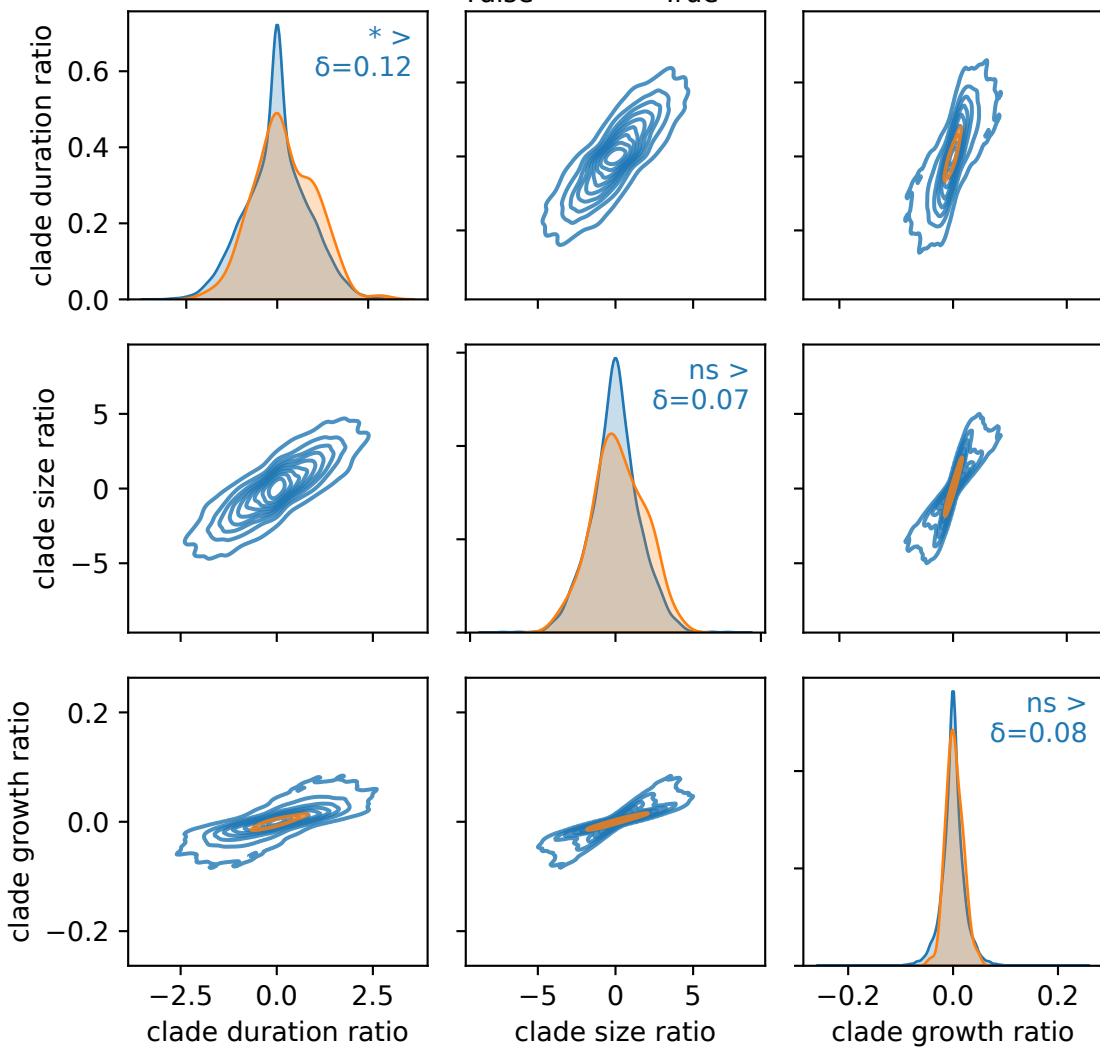 clade duration ratio
0.6
0.4
0.2
0.0
* >
δ=0.12
clade size ratio
5
0
−5
ns >
δ=0.07
clade growth ratio
0.2
0.0
−0.2
ns >
δ=0.08
−2.5 0.0 2.5
clade duration ratio
−5 0 5
clade size ratio
−0.2 0.0 0.2
clade growth ratio